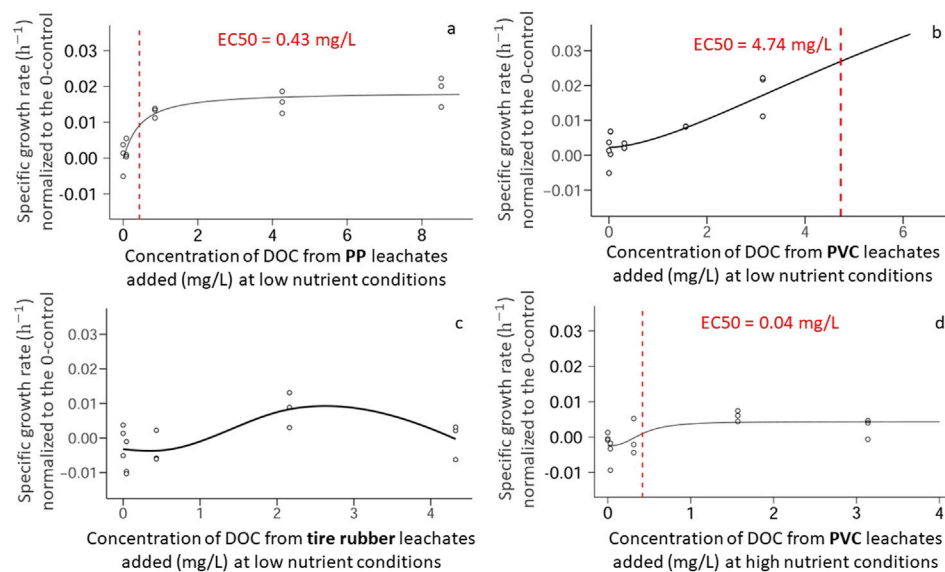 a
EC50 = 0.43 mg/L
Specific growth rate (h⁻¹)
normalized to the 0-control
0.03
0.02
0.01
0.00
-0.01
0
2
4
6
8
Concentration of DOC from PP leachates
added (mg/L) at low nutrient conditions
b
EC50 = 4.74 mg/L
Specific growth rate (h⁻¹)
normalized to the 0-control
0.03
0.02
0.01
0.00
-0.01
0
2
4
6
Concentration of DOC from PVC leachates
added (mg/L) at low nutrient conditions
c
Specific growth rate (h⁻¹)
normalized to the 0-control
0.03
0.02
0.01
0.00
-0.01
0
1
2
3
4
Concentration of DOC from tire rubber leachates
added (mg/L) at low nutrient conditions
d
EC50 = 0.04 mg/L
Specific growth rate (h⁻¹)
normalized to the 0-control
0.03
0.02
0.01
0.00
-0.01
0
1
2
3
4
Concentration of DOC from PVC leachates
added (mg/L) at high nutrient conditions